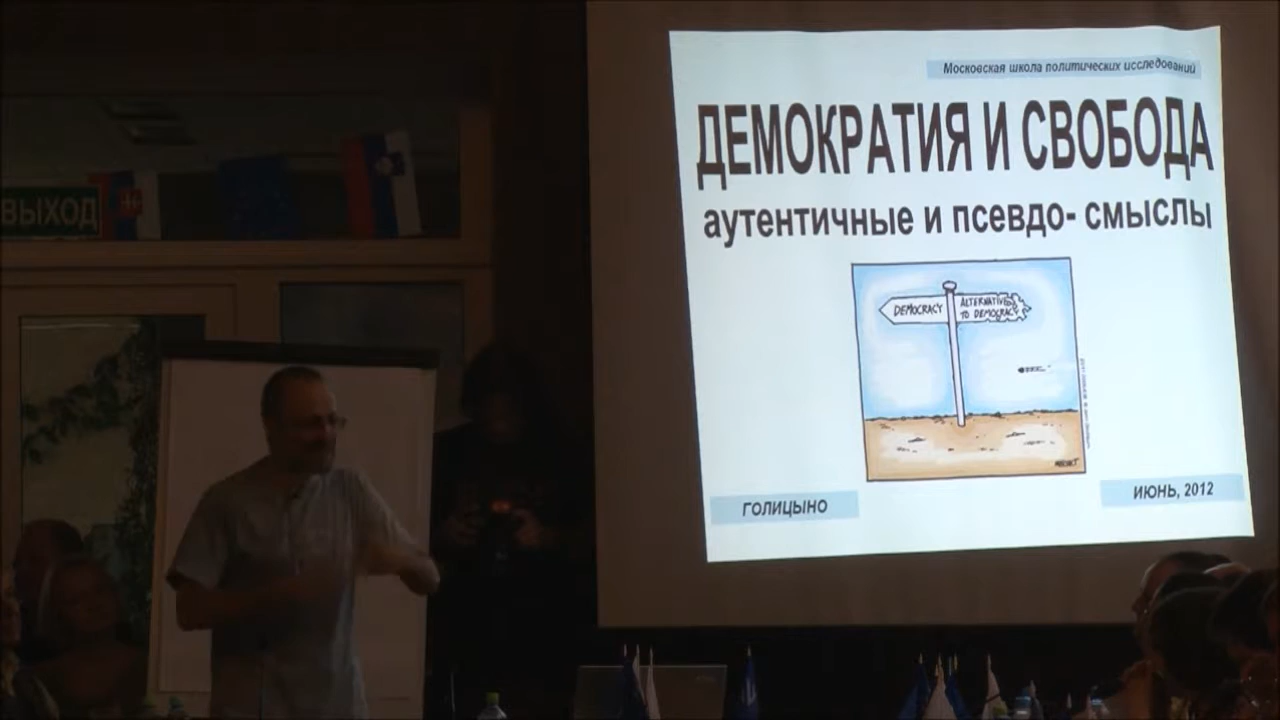 Московская школа политических исследований
ДЕМОКРАТИЯ И СВОБОДА
аутентичные и псевдо- смыслы
DEMOCRACY
ALTERNATIVES
TO DEMOCRACY
ГОЛИЦЫНО
ИЮНЬ, 2012
ВЫХОД